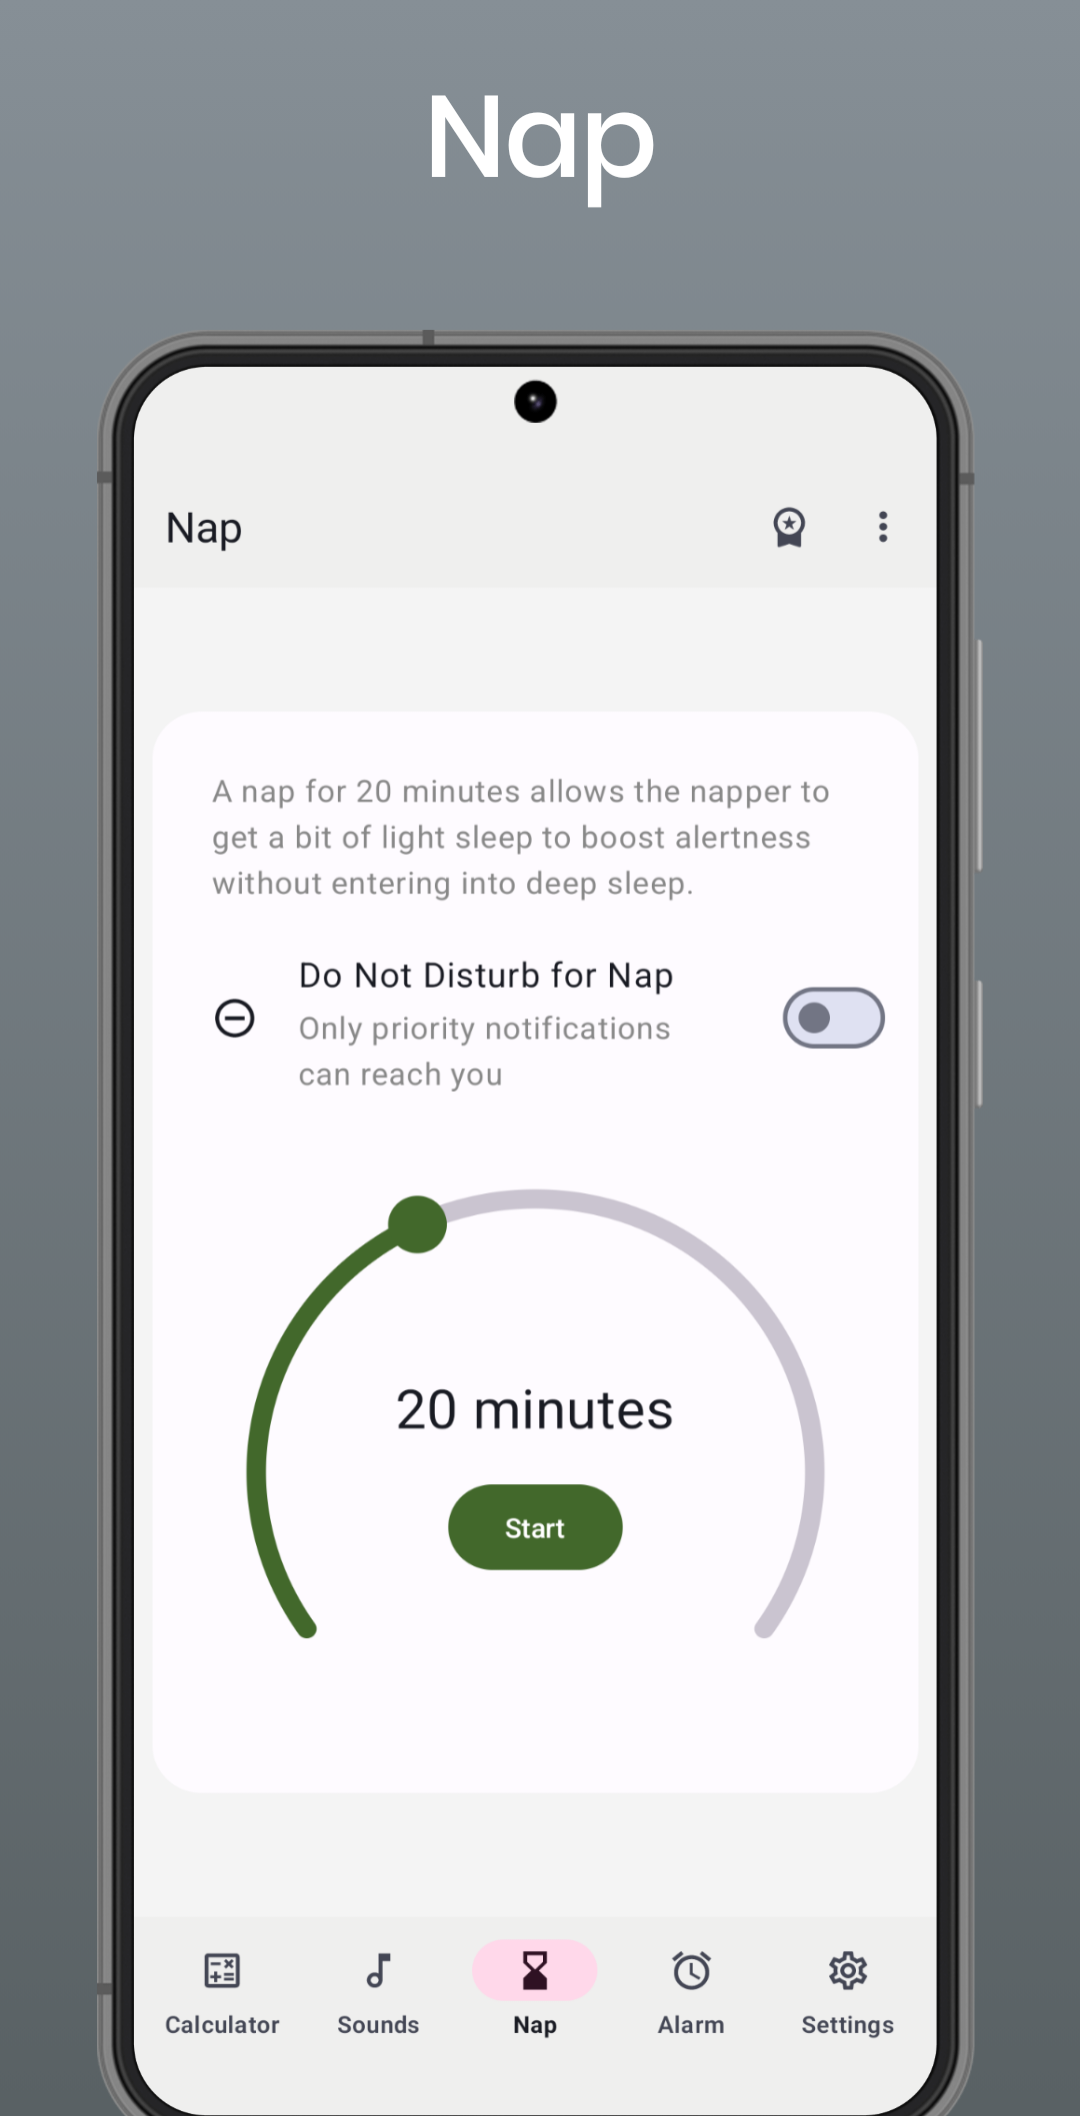 Nap
Nap
A nap for 20 minutes allows the napper to
get a bit of light sleep to boost alertness
without entering into deep sleep.
Do Not Disturb for Nap
Only priority notifications
can reach you
20 minutes
Start
Calculator
Sounds
Nap
Alarm
Settings